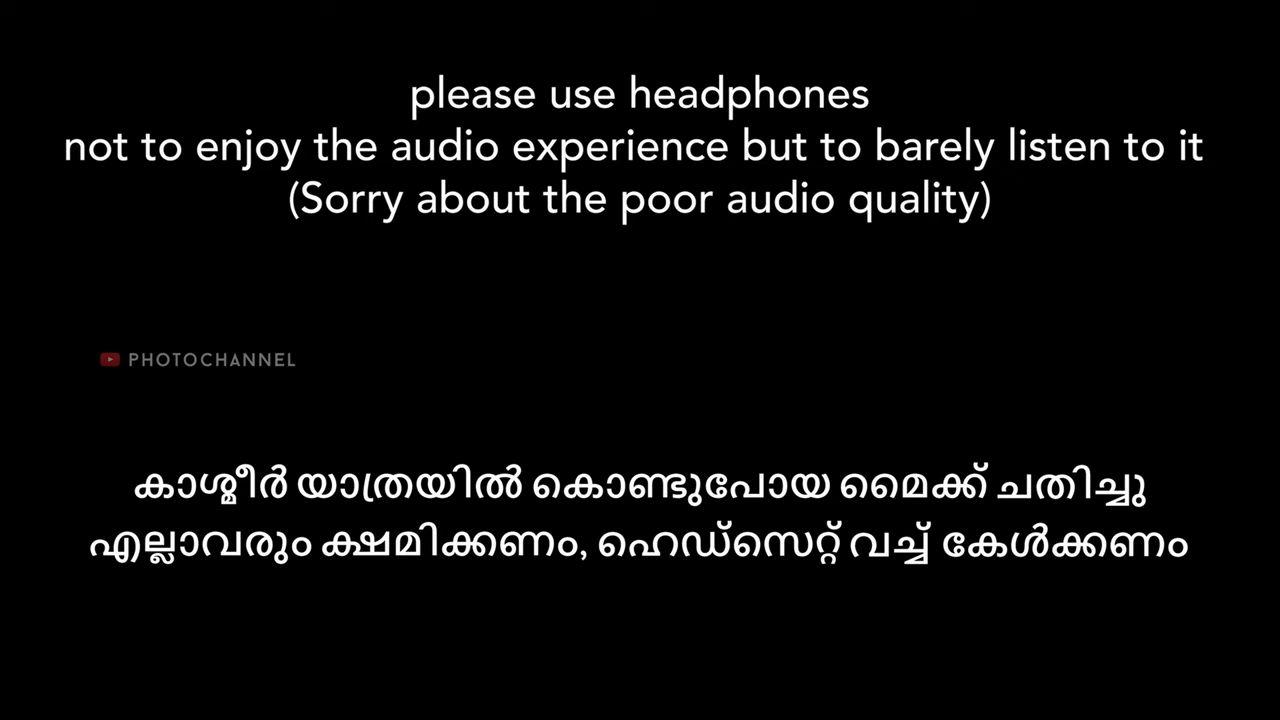 please use headphones
not to enjoy the audio experience but to barely listen to it
(Sorry about the poor audio quality)
PHOTOCHANNEL
കാശ്മീർ യാത്രയിൽ കൊണ്ടുപോയ മൈക്ക് ചതിച്ചു
എല്ലാവരും ക്ഷമിക്കണം, ഹെഡ്സെറ്റ് വച്ച് കേൾക്കണം